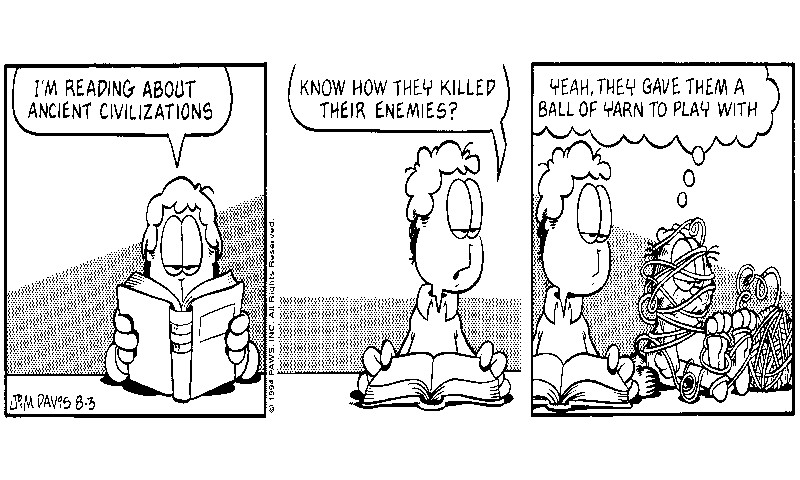 I'M READING ABOUT
ANCIENT CIVILIZATIONS
JIM DAVIS 8-3
© 1994 PAWS, INC. All Rights Reserved.
KNOW HOW THEY KILLED
THEIR ENEMIES?
YEAH, THEY GAVE THEM A
BALL OF YARN TO PLAY WITH